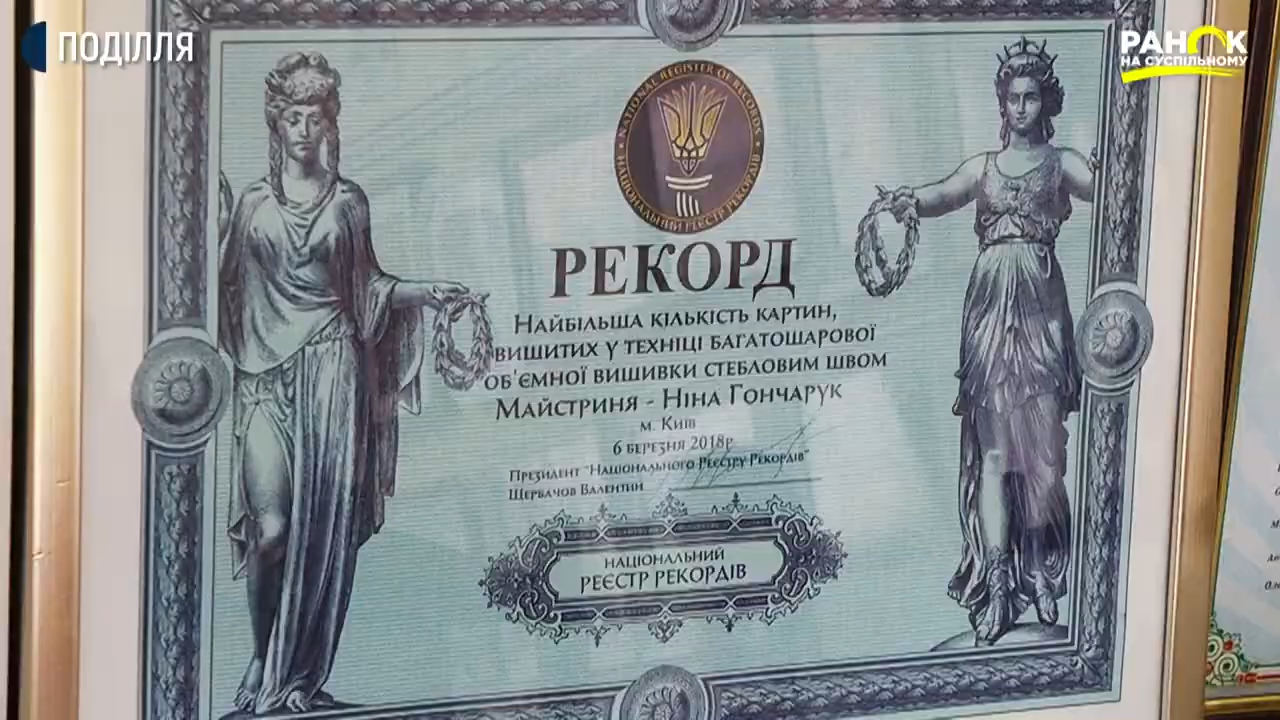 ПОДІЛЛЯ
РАНОК
НА СУСПІЛЬНОМУ
NATIONAL REGISTER OF RECORDS
НАЦІОНАЛЬНИЙ РЕЄСТР РЕКОРДІВ
РЕКОРД
НАЙБІЛЬША КІЛЬКІСТЬ КАРТИН,
ВИШИТИХ У ТЕХНІЦІ БАГАТОШАРОВОЇ
ОБ'ЄМНОЇ ВИШИВКИ СТЕБЛОВИМ ШВОМ
МАЙСТРИНЯ - НІНА ГОНЧАРУК
М. КИЇВ
6 БЕРЕЗНЯ 2018р.
ПРЕЗИДЕНТ "НАЦІОНАЛЬНОГО РЕЄСТРУ РЕКОРДІВ"
ЩЕРБАЧОВ ВАЛЕНТИН
НАЦІОНАЛЬНИЙ
РЕЄСТР РЕКОРДІВ